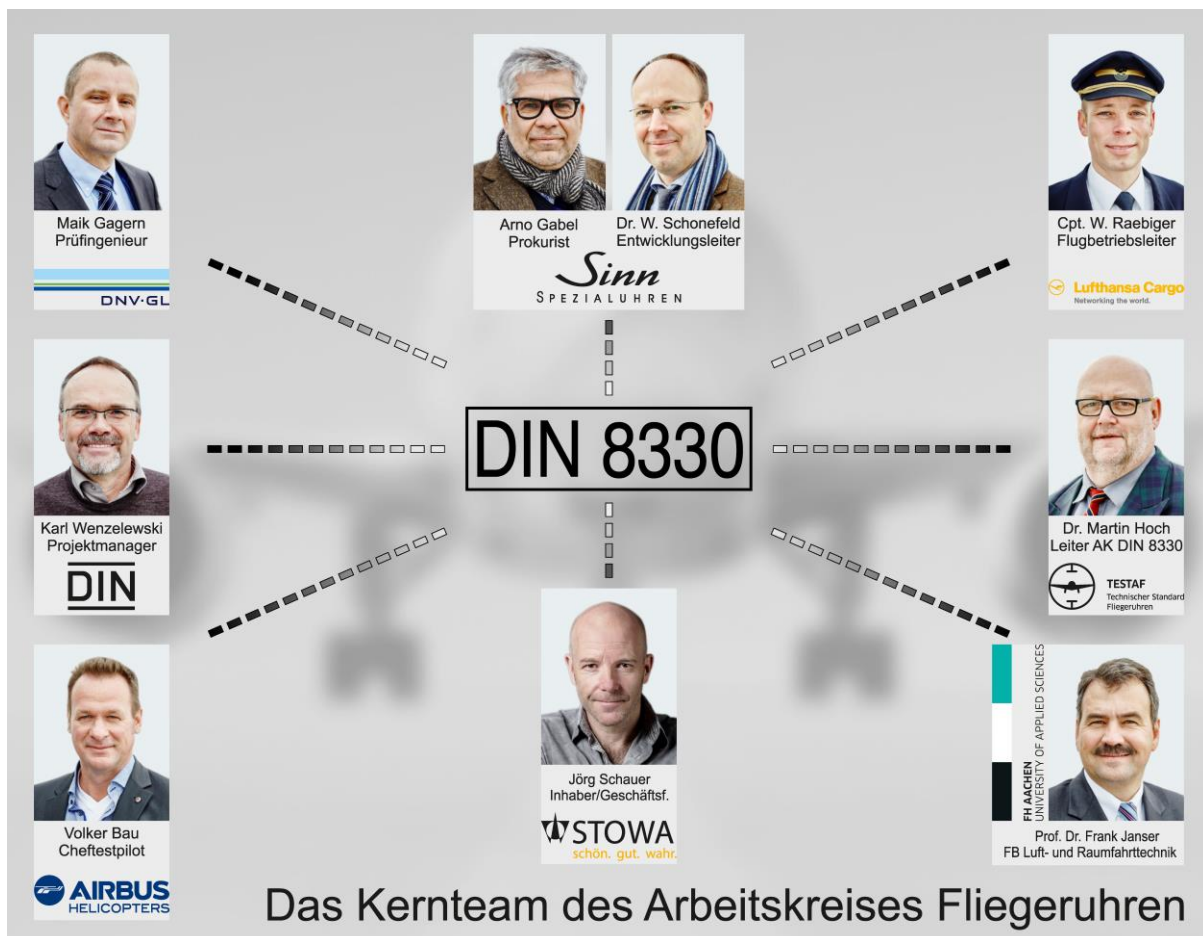 Maik Gagern
Prüfingenieur
DNV·GL
Arno Gabel
Prokurist
Dr. W. Schonefeld
Entwicklungsleiter
Sinn
SPEZIALUHREN
Cpt. W. Raebiger
Flugbetriebsleiter
Lufthansa Cargo
Networking the world.
Karl Wenzelewski
Projektmanager
DIN
DIN 8330
Dr. Martin Hoch
Leiter AK DIN 8330
TESTAF
Technischer Standard
Fliegeruhren
Volker Bau
Cheftestpilot
AIRBUS
HELICOPTERS
Jörg Schauer
Inhaber/Geschäftsf.
STOWA
schön. gut. wahr.
FH AACHEN
UNIVERSITY OF APPLIED SCIENCES
Prof. Dr. Frank Janser
FB Luft- und Raumfahrttechnik
Das Kernteam des Arbeitskreises Fliegeruhren